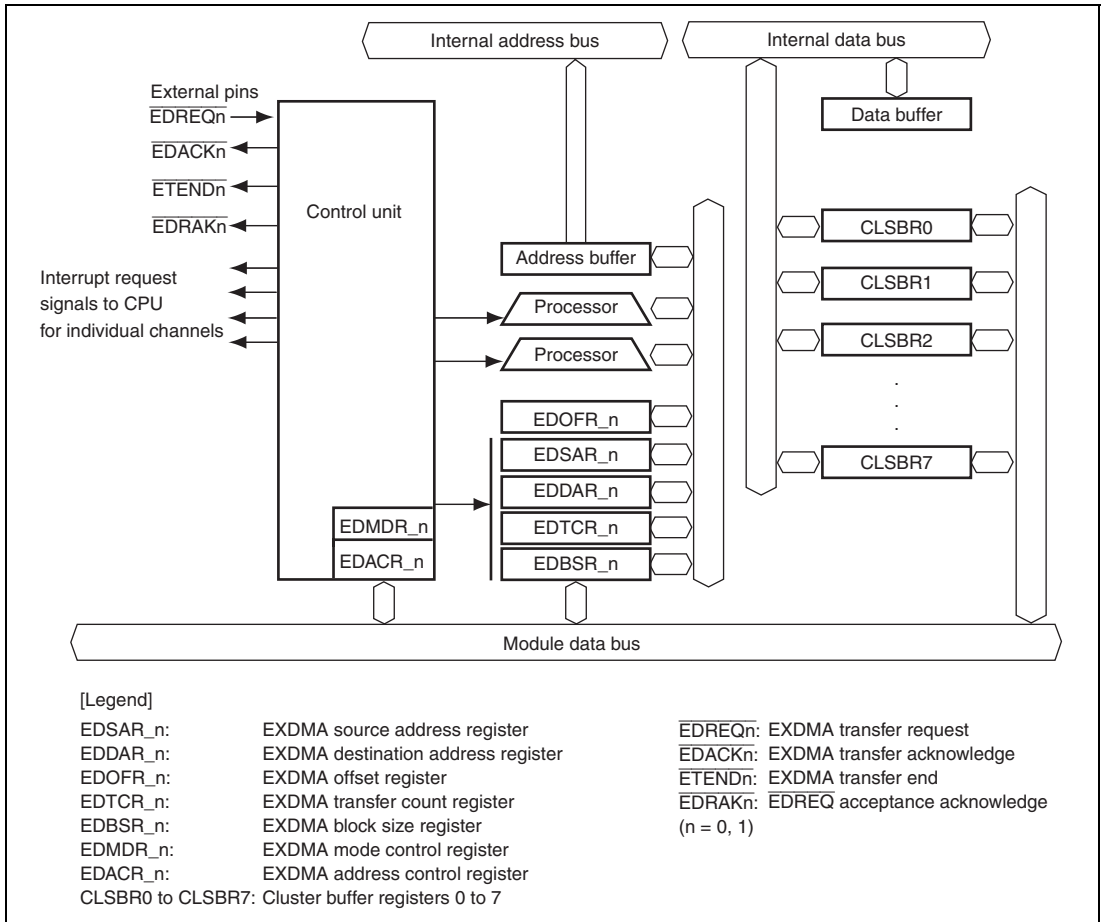 Internal address bus
Internal data bus
External pins
EDREQn
EDACKn
ETENDn
EDRAKn
Interrupt request
signals to CPU
for individual channels
Control unit
EDMDR_n
EDACR_n
Address buffer
Processor
Processor
EDOFR_n
EDSAR_n
EDDAR_n
EDTCR_n
EDBSR_n
Data buffer
CLSBR0
CLSBR1
CLSBR2
.
.
.
CLSBR7
Module data bus
[Legend]
EDSAR_n: EXDMA source address register
EDDAR_n: EXDMA destination address register
EDOFR_n: EXDMA offset register
EDTCR_n: EXDMA transfer count register
EDBSR_n: EXDMA block size register
EDMDR_n: EXDMA mode control register
EDACR_n: EXDMA address control register
CLSBR0 to CLSBR7: Cluster buffer registers 0 to 7
EDREQn: EXDMA transfer request
EDACKn: EXDMA transfer acknowledge
ETENDn: EXDMA transfer end
EDRAKn: EDREQ acceptance acknowledge
(n = 0, 1)